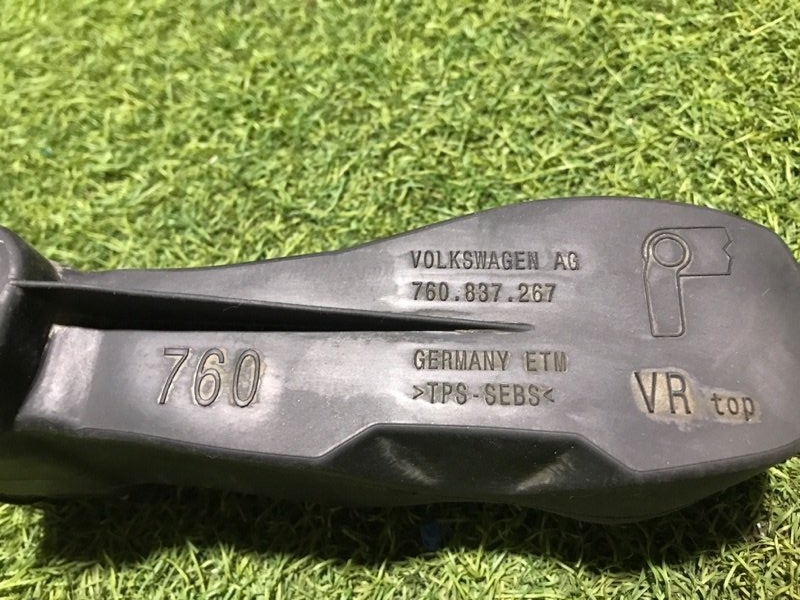 VOLKSWAGEN AG
760.837.267
760
GERMANY ETM
>TPS-SEBS<
VR top